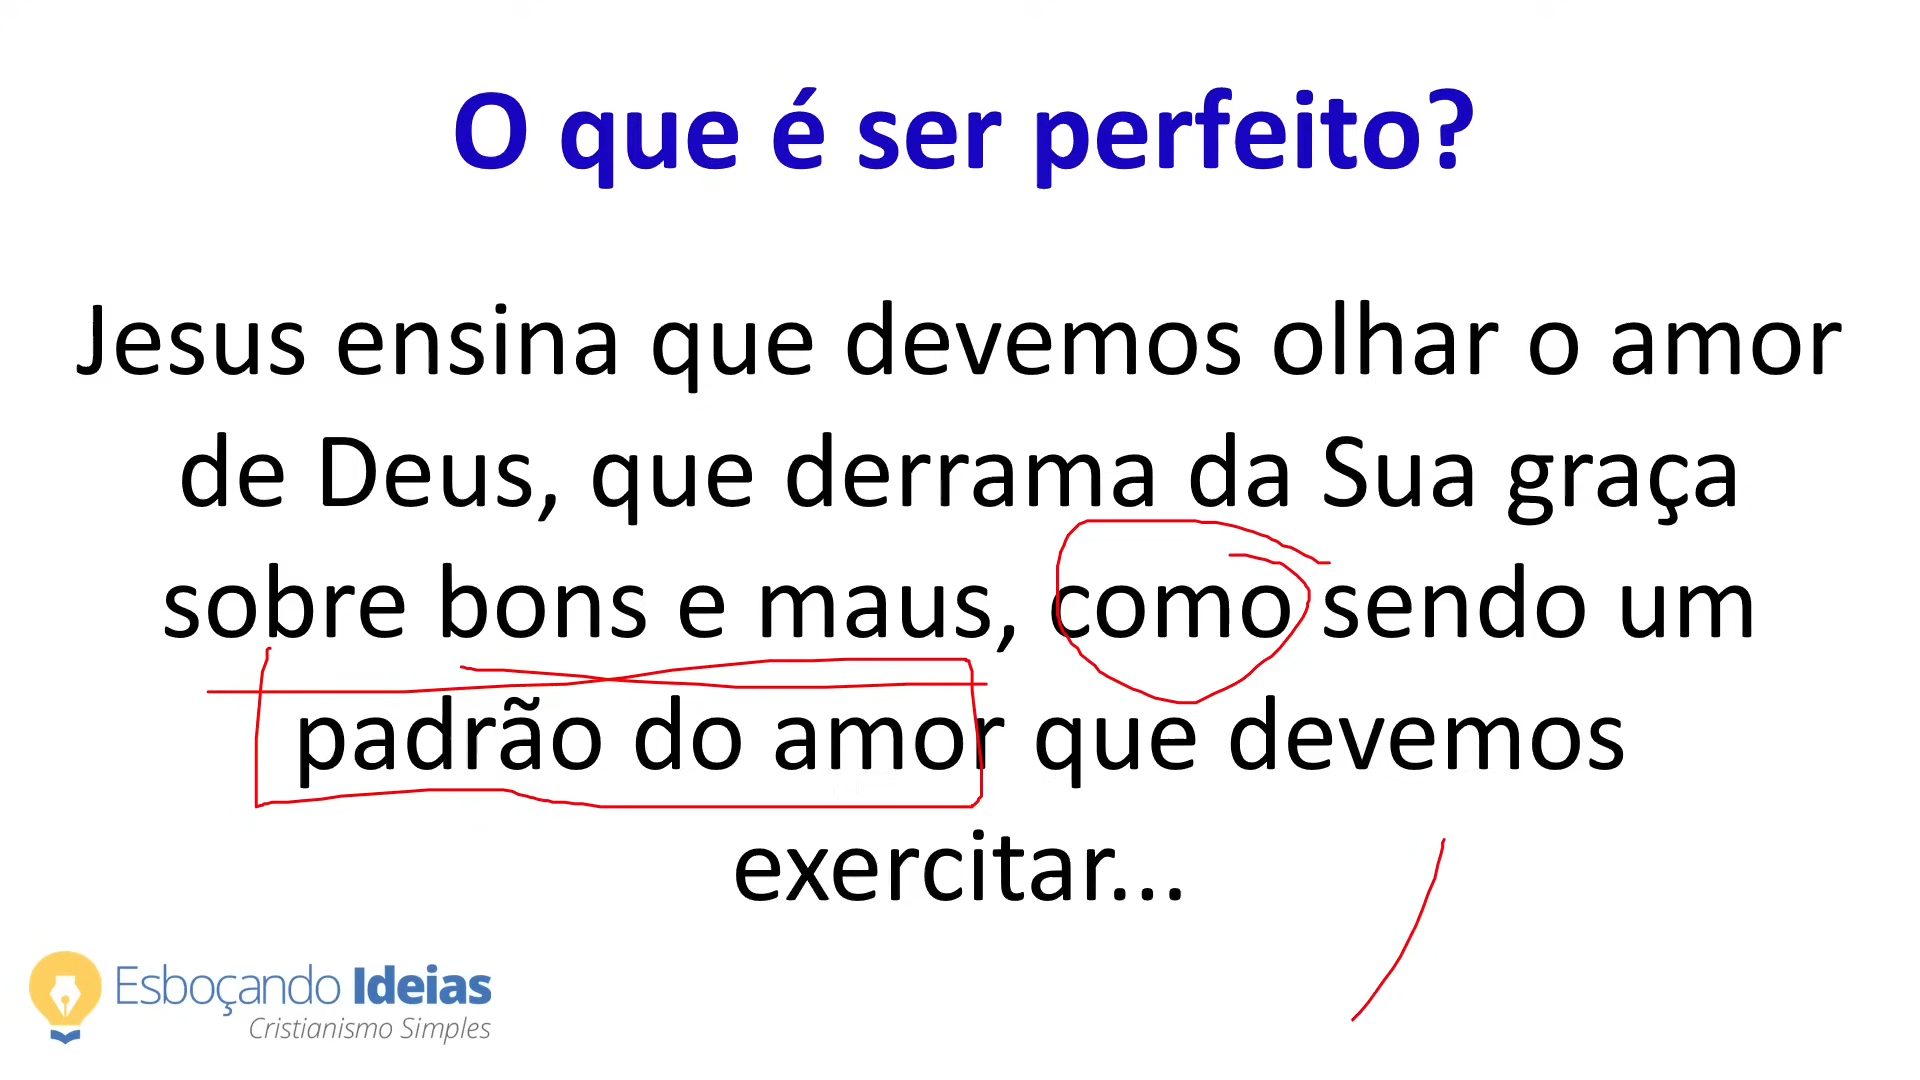 O que é ser perfeito?
Jesus ensina que devemos olhar o amor
de Deus, que derrama da Sua graça
sobre bons e maus, como sendo um
padrão do amor que devemos
exercitar...
Esboçando Ideias
Cristianismo Simples